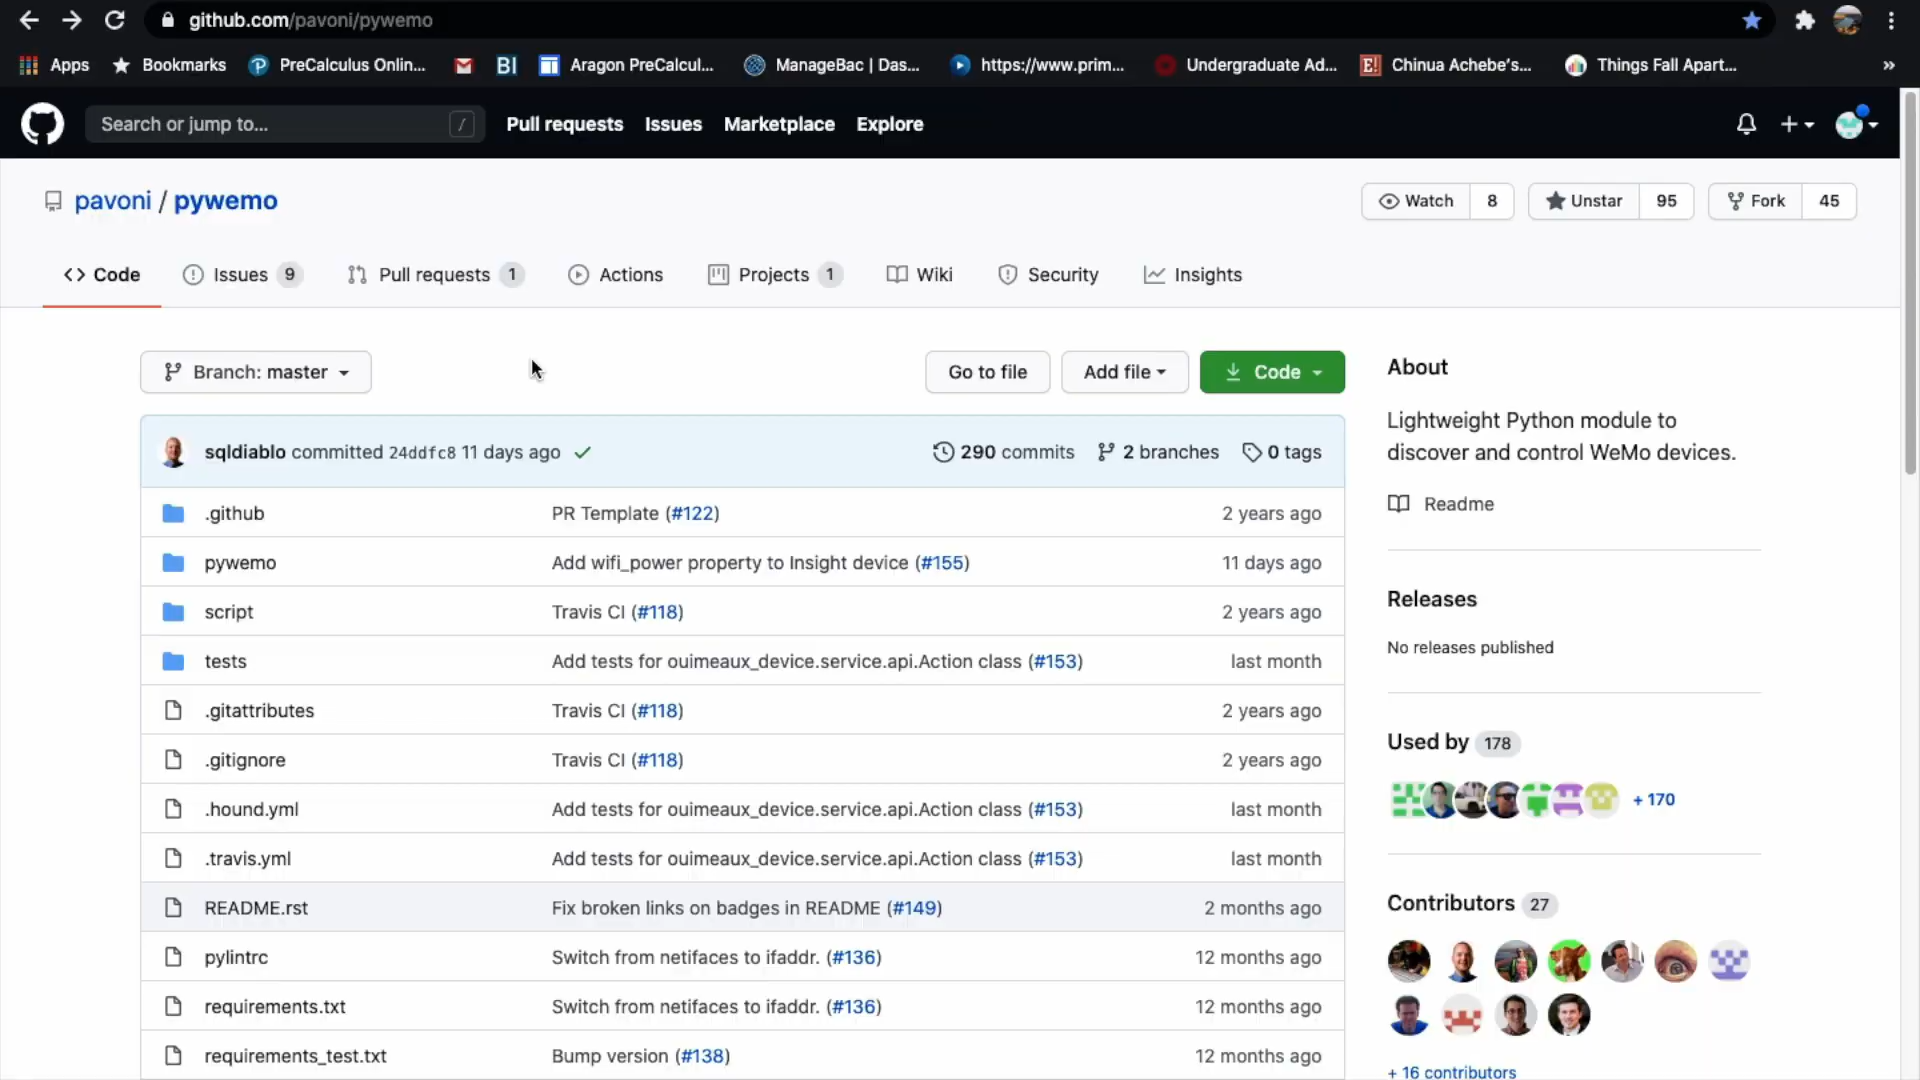 github.com/pavoni/pywemo
Apps
Bookmarks
PreCalculus Onlin...
BI
Aragon PreCalcul...
ManageBac | Das...
https://www.prim...
Undergraduate Ad...
E!
Chinua Achebe's...
Things Fall Apart...
»
Search or jump to...
/
Pull requests
Issues
Marketplace
Explore
pavoni / pywemo
Watch 8
Unstar 95
Fork 45
<> Code
Issues 9
Pull requests 1
Actions
Projects 1
Wiki
Security
Insights
Branch: master
Go to file
Add file
Code
sqldiablo committed 24ddfc8 11 days ago
290 commits
2 branches
0 tags
.github PR Template (#122) 2 years ago
pywemo Add wifi_power property to Insight device (#155) 11 days ago
script Travis CI (#118) 2 years ago
tests Add tests for ouimeaux_device.service.api.Action class (#153) last month
.gitattributes Travis CI (#118) 2 years ago
.gitignore Travis CI (#118) 2 years ago
.hound.yml Add tests for ouimeaux_device.service.api.Action class (#153) last month
.travis.yml Add tests for ouimeaux_device.service.api.Action class (#153) last month
README.rst Fix broken links on badges in README (#149) 2 months ago
pylintrc Switch from netifaces to ifaddr. (#136) 12 months ago
requirements.txt Switch from netifaces to ifaddr. (#136) 12 months ago
requirements_test.txt Bump version (#138) 12 months ago
About
Lightweight Python module to
discover and control WeMo devices.
Readme
Releases
No releases published
Used by 178
+ 170
Contributors 27
+ 16 contributors